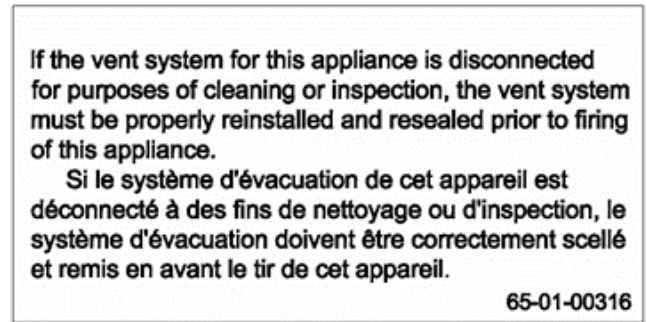 If the vent system for this appliance is disconnected
for purposes of cleaning or inspection, the vent system
must be properly reinstalled and resealed prior to firing
of this appliance.
Si le système d'évacuation de cet appareil est
déconnecté à des fins de nettoyage ou d'inspection, le
système d'évacuation doivent être correctement scellé
et remis en avant le tir de cet appareil.
65-01-00316